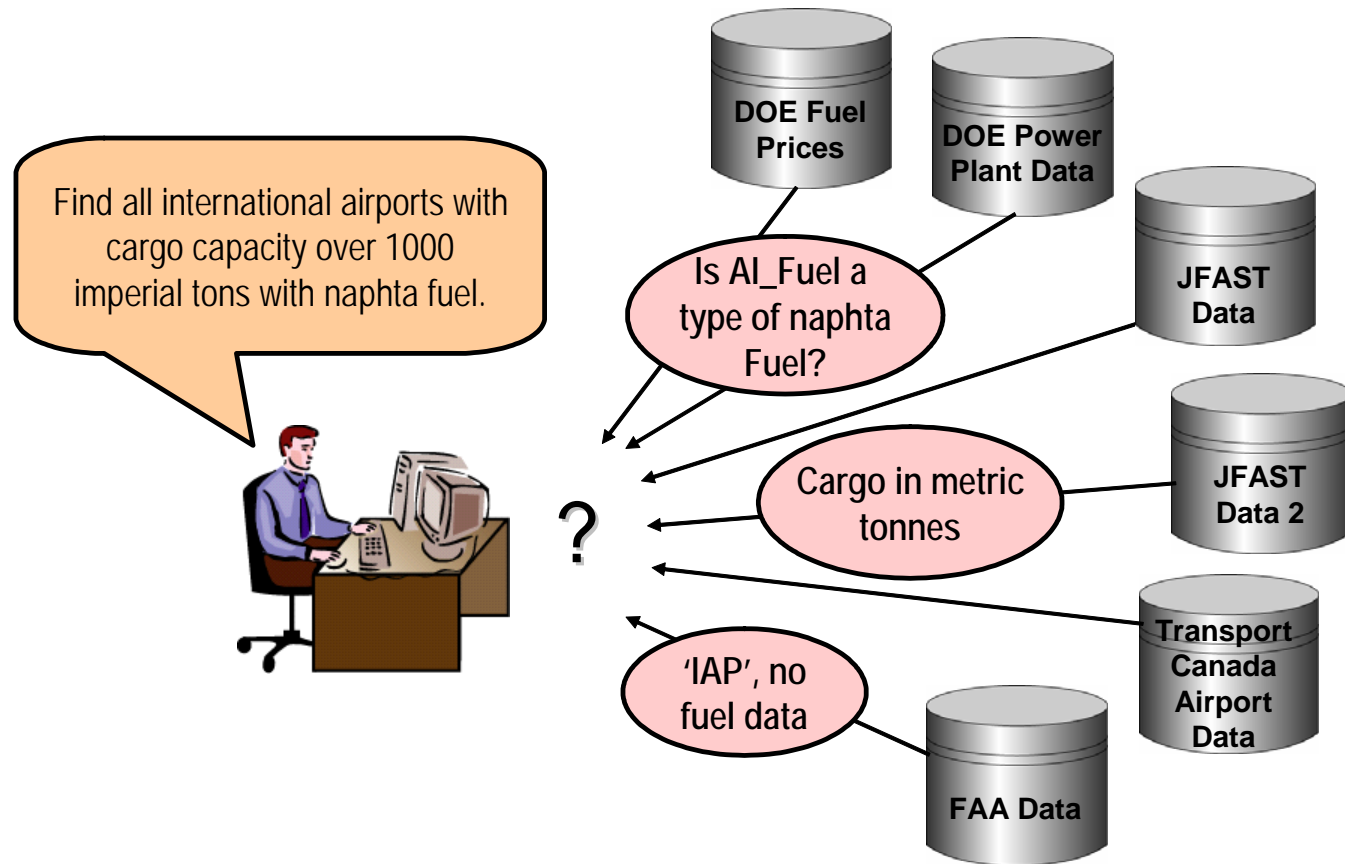 DOE Fuel
Prices
DOE Power
Plant Data
Find all international airports with
cargo capacity over 1000
imperial tons with naphta fuel.
Is AI_Fuel a
type of naphta
Fuel?
JFAST
Data
?
Cargo in metric
tonnes
JFAST
Data 2
Transport
Canada
Airport
Data
‘IAP’, no
fuel data
FAA Data